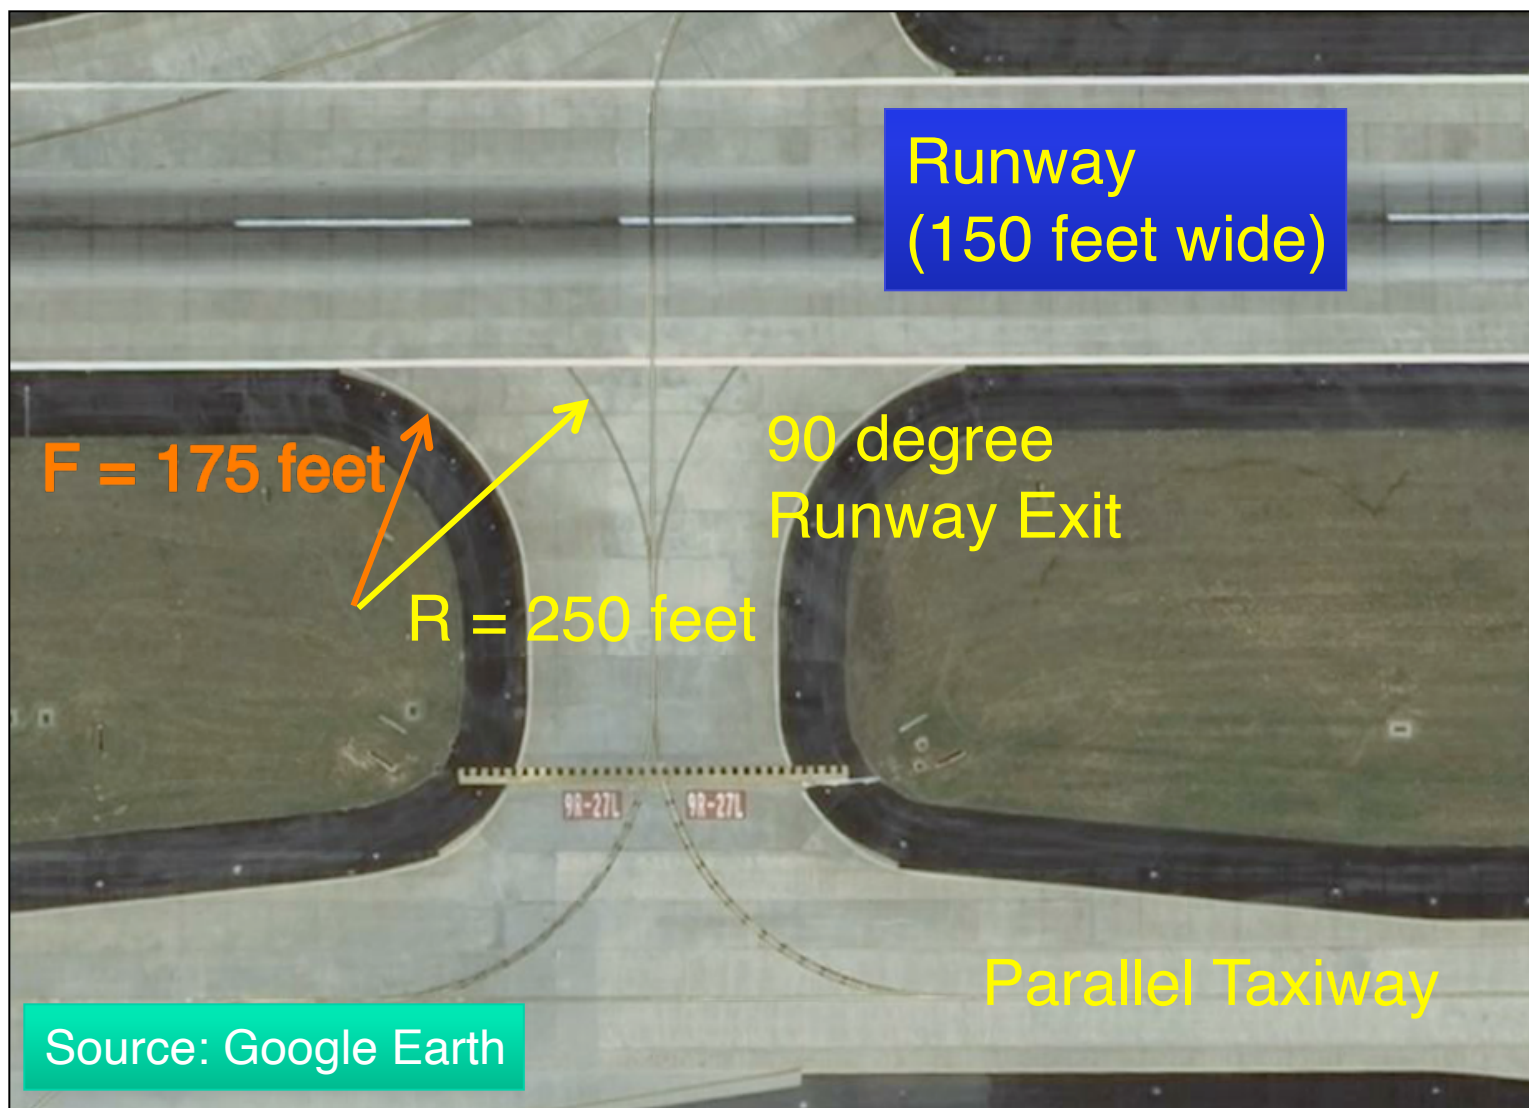 Runway
(150 feet wide)
F = 175 feet
90 degree
Runway Exit
R = 250 feet
9R-27L 9R-27L
Parallel Taxiway
Source: Google Earth